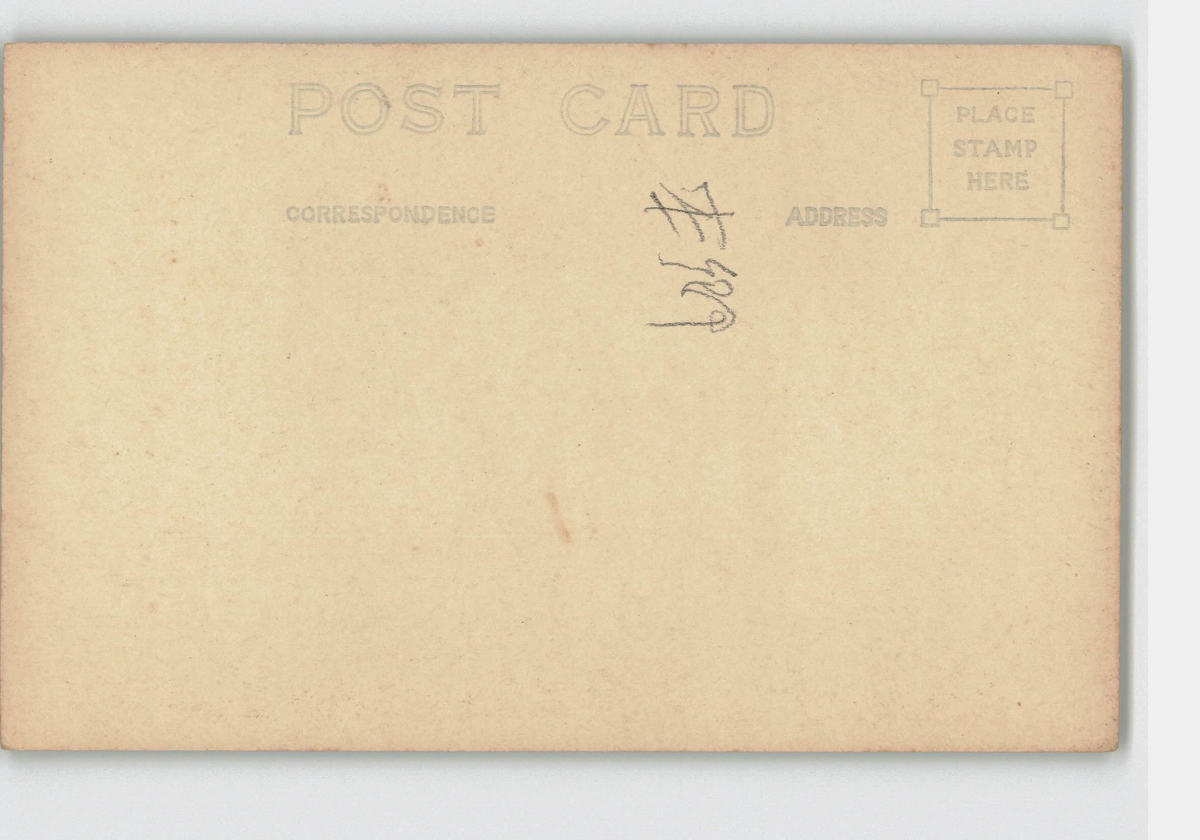 POST CARD
PLACE
STAMP
HERE
CORRESPONDENCE
ADDRESS